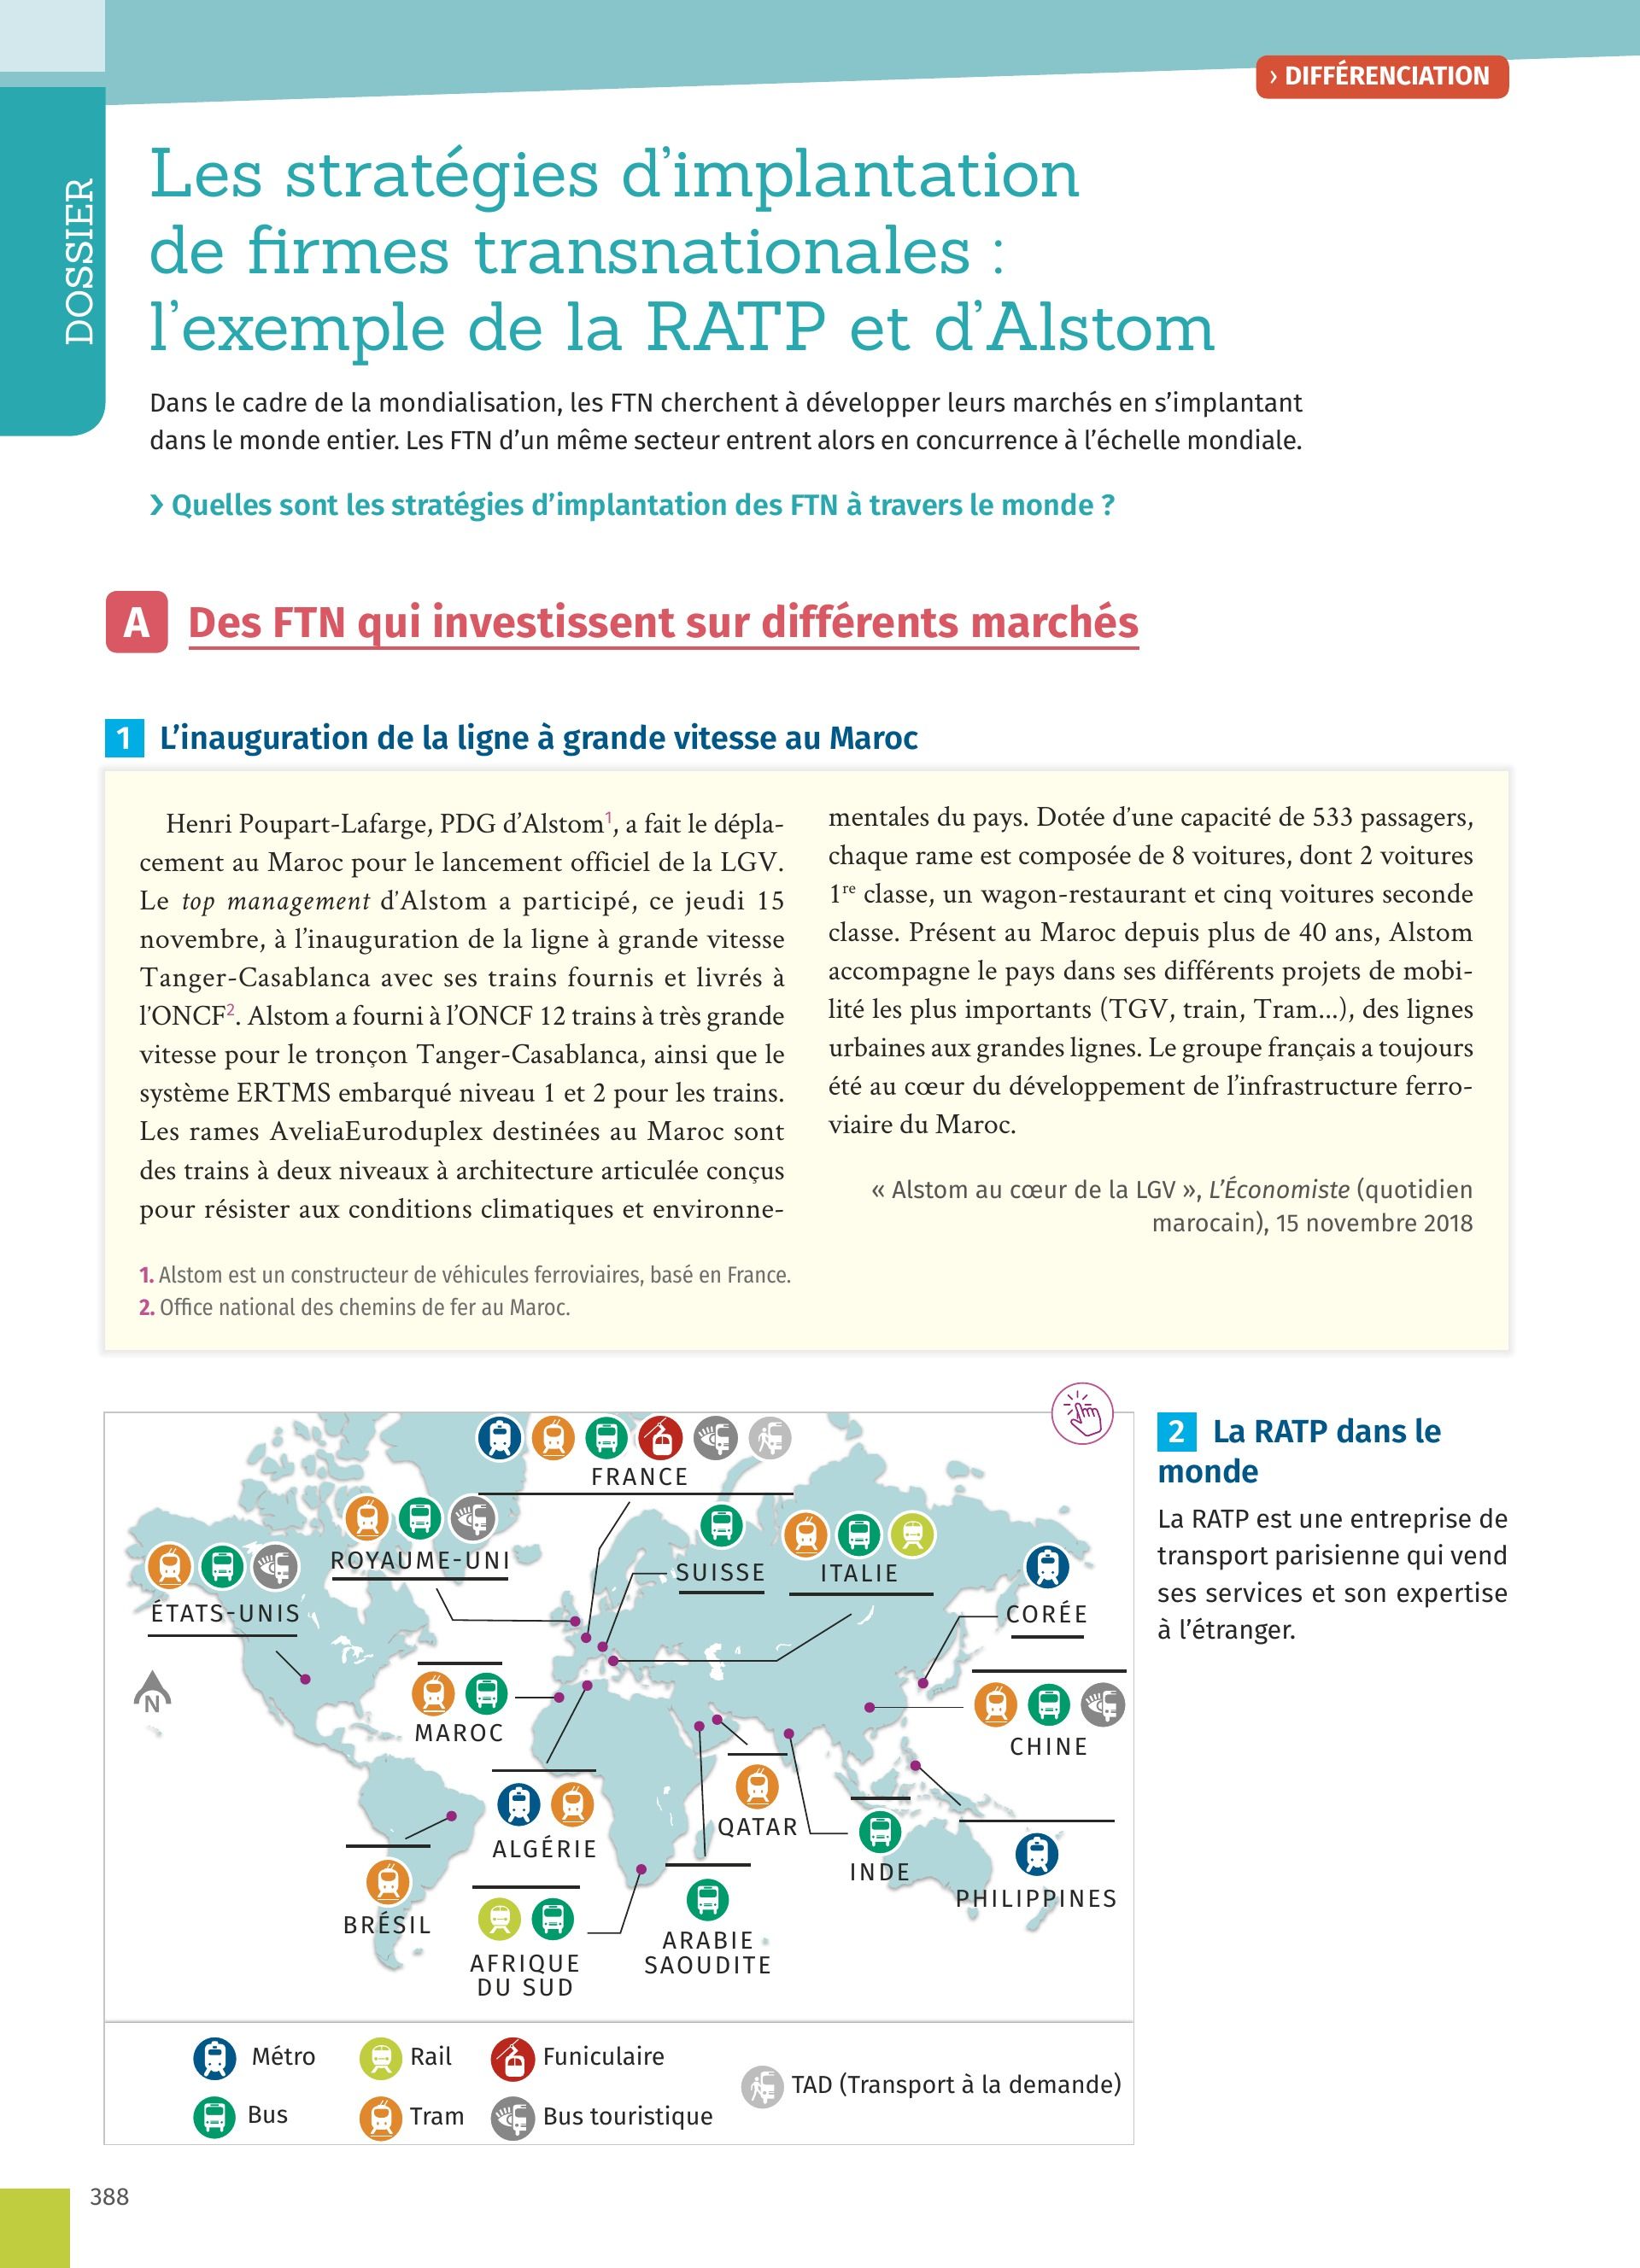 › DIFFÉRENCIATION
DOSSIER
Les stratégies d’implantation
de firmes transnationales :
l’exemple de la RATP et d’Alstom
Dans le cadre de la mondialisation, les FTN cherchent à développer leurs marchés en s’implantant
dans le monde entier. Les FTN d’un même secteur entrent alors en concurrence à l’échelle mondiale.
› Quelles sont les stratégies d’implantation des FTN à travers le monde ?
A Des FTN qui investissent sur différents marchés
1 L’inauguration de la ligne à grande vitesse au Maroc
Henri Poupart-Lafarge, PDG d’Alstom1, a fait le dépla-
cement au Maroc pour le lancement officiel de la LGV.
Le top management d’Alstom a participé, ce jeudi 15
novembre, à l’inauguration de la ligne à grande vitesse
Tanger-Casablanca avec ses trains fournis et livrés à
l’ONCF2. Alstom a fourni à l’ONCF 12 trains à très grande
vitesse pour le tronçon Tanger-Casablanca, ainsi que le
système ERTMS embarqué niveau 1 et 2 pour les trains.
Les rames AveliaEuroduplex destinées au Maroc sont
des trains à deux niveaux à architecture articulée conçus
pour résister aux conditions climatiques et environne-
mentales du pays. Dotée d’une capacité de 533 passagers,
chaque rame est composée de 8 voitures, dont 2 voitures
1re classe, un wagon-restaurant et cinq voitures seconde
classe. Présent au Maroc depuis plus de 40 ans, Alstom
accompagne le pays dans ses différents projets de mobi-
lité les plus importants (TGV, train, Tram...), des lignes
urbaines aux grandes lignes. Le groupe français a toujours
été au cœur du développement de l’infrastructure ferro-
viaire du Maroc.
« Alstom au cœur de la LGV », L’Économiste (quotidien
marocain), 15 novembre 2018
1. Alstom est un constructeur de véhicules ferroviaires, basé en France.
2. Office national des chemins de fer au Maroc.
FRANCE
ROYAUME-UNI
SUISSE
ITALIE
ÉTATS-UNIS
CORÉE
N
MAROC
CHINE
ALGÉRIE
QATAR
INDE
PHILIPPINES
BRÉSIL
AFRIQUE
DU SUD
ARABIE
SAOUDITE
Métro
Rail
Funiculaire
TAD (Transport à la demande)
Bus
Tram
Bus touristique
2 La RATP dans le
monde
La RATP est une entreprise de
transport parisienne qui vend
ses services et son expertise
à l’étranger.
388